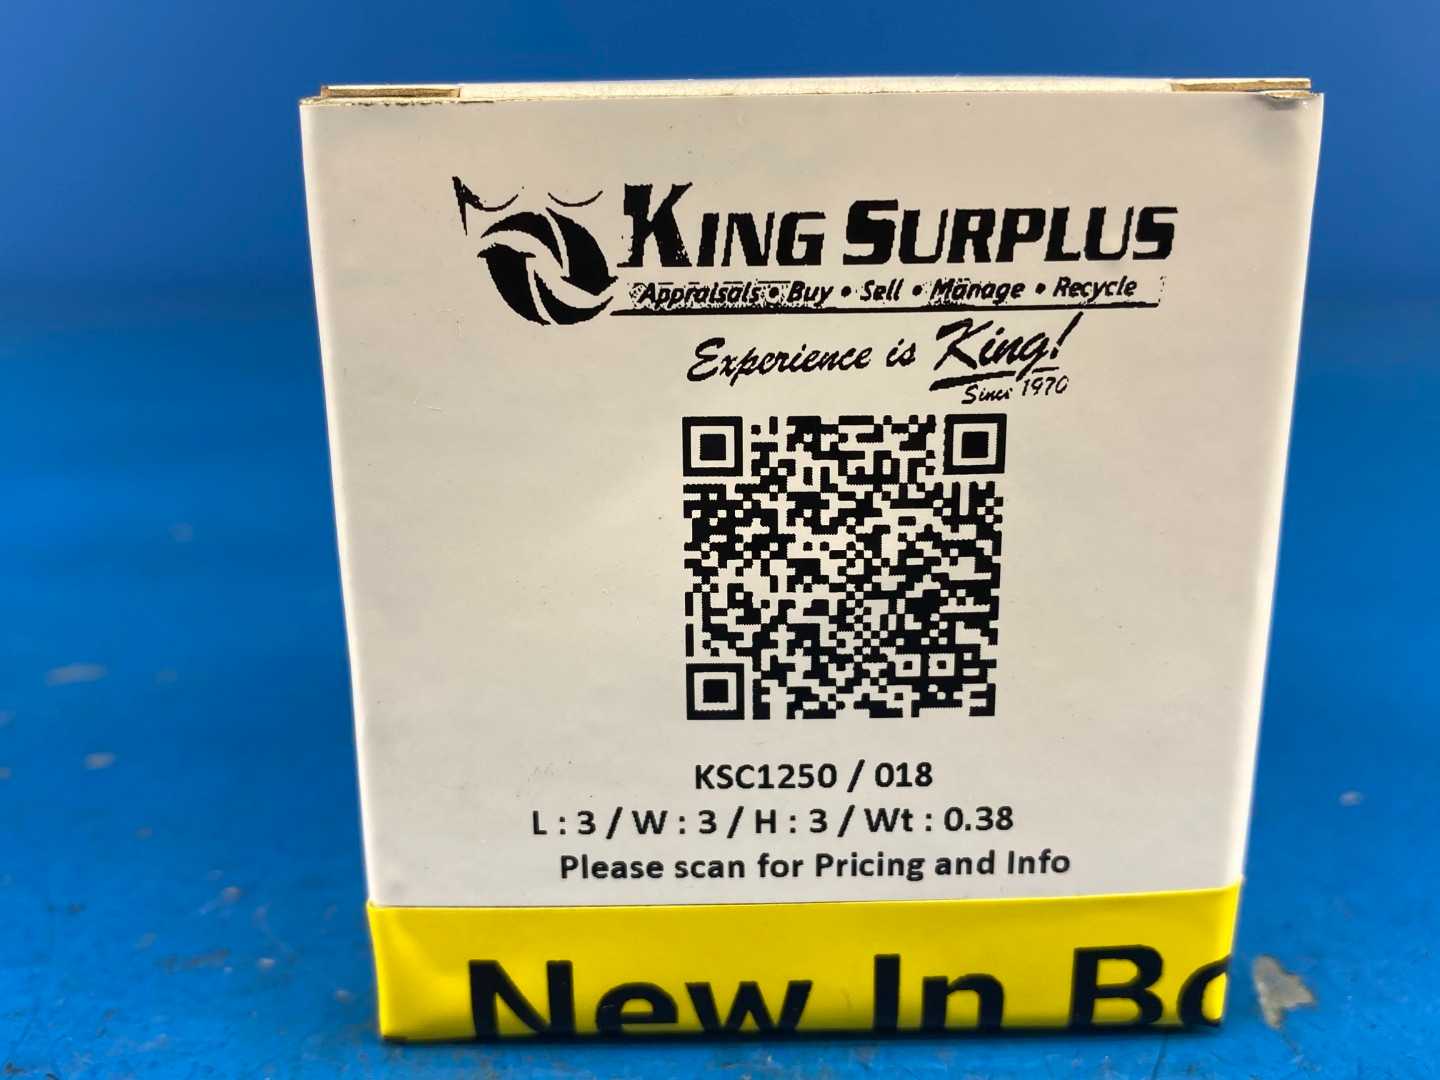 KING SURPLUS
Appraisals • Buy • Sell • Manage • Recycle
Experience is King!
Since 1970
KSC1250 / 018
L : 3 / W : 3 / H : 3 / Wt : 0.38
Please scan for Pricing and Info
New In Bo